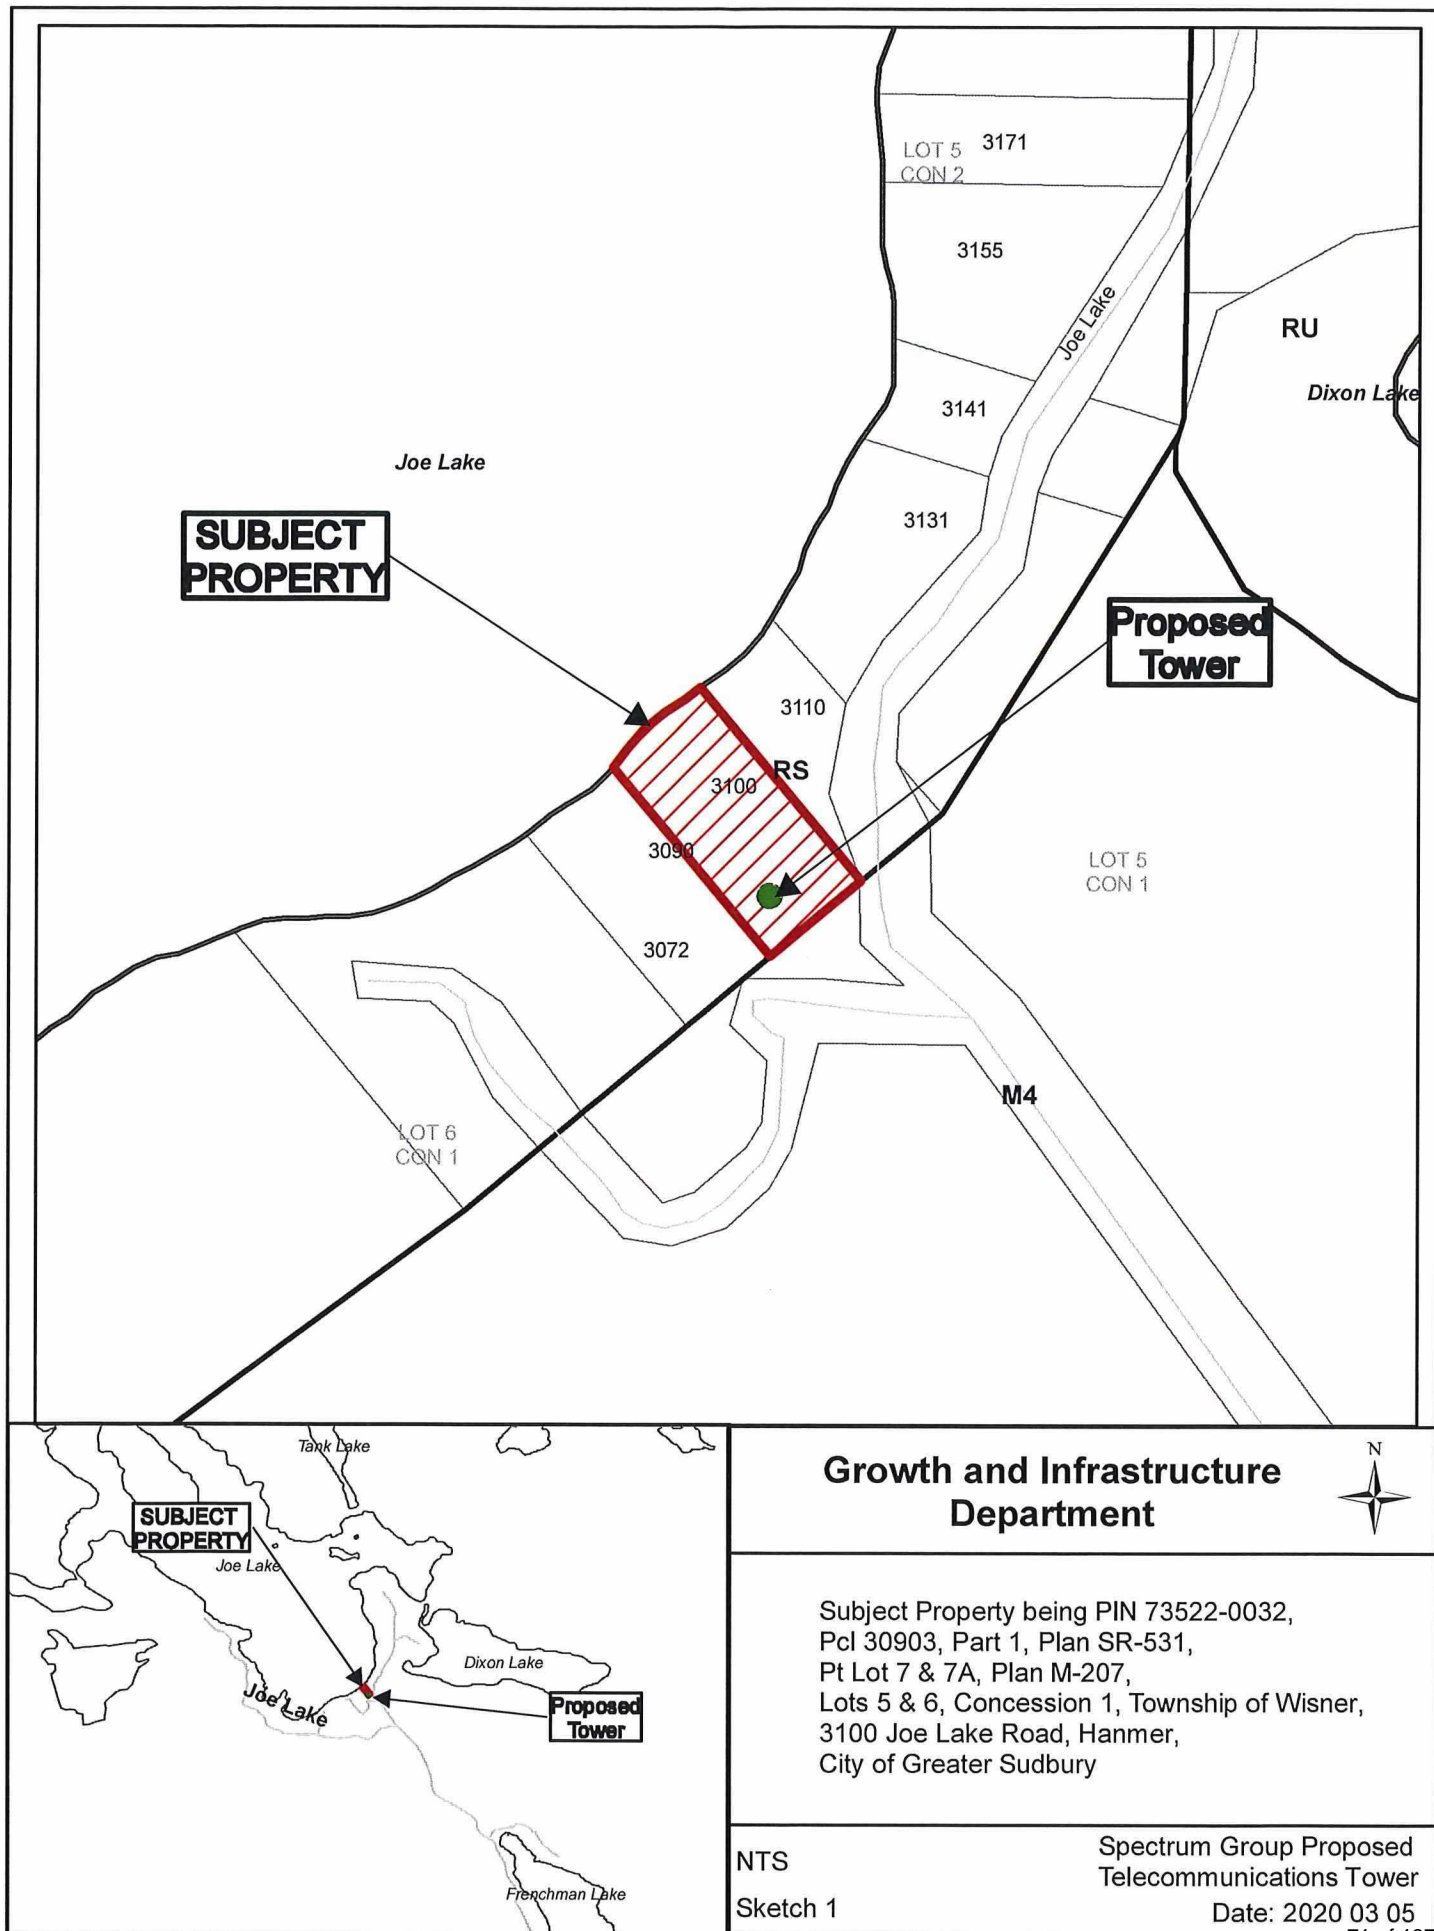 3171
LOT 5
CON 2
3155
Joe Lake
RU
Dixon Lake
3141
Joe Lake
SUBJECT
PROPERTY
3131
Proposed
Tower
3110
RS
3100
3090
LOT 5
CON 1
3072
M4
LOT 6
CON 1
Tank Lake
SUBJECT
PROPERTY
Joe Lake
Dixon Lake
Joe Lake
Proposed
Tower
Frenchman Lake
Growth and Infrastructure
Department
N
Subject Property being PIN 73522-0032,
Pcl 30903, Part 1, Plan SR-531,
Pt Lot 7 & 7A, Plan M-207,
Lots 5 & 6, Concession 1, Township of Wisner,
3100 Joe Lake Road, Hanmer,
City of Greater Sudbury
NTS
Sketch 1
Spectrum Group Proposed
Telecommunications Tower
Date: 2020 03 05